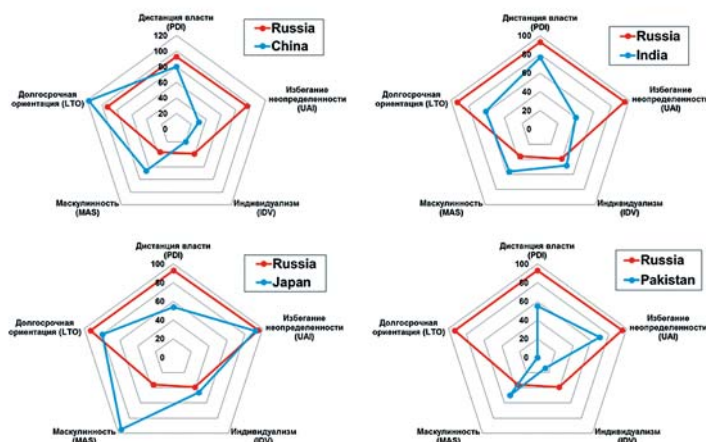 Дистанция власти
(PDI)
120
100
80
60
40
20
0
Russia
China
Избегание
неопределенности
(UAI)
Индивидуализм
(IDV)
Маскулинность
(MAS)
Долгосрочная
ориентация (LTO)
Дистанция власти
(PDI)
100
80
60
40
20
0
Russia
India
Избегание
неопределенности
(UAI)
Индивидуализм
(IDV)
Маскулинность
(MAS)
Долгосрочная
ориентация (LTO)
Дистанция власти
(PDI)
100
80
60
40
20
0
Russia
Japan
Избегание
неопределенности
(UAI)
Индивидуализм
(IDV)
Маскулинность
(MAS)
Долгосрочная
ориентация (LTO)
Дистанция власти
(PDI)
100
80
60
40
20
0
Russia
Pakistan
Избегание
неопределенности
(UAI)
Индивидуализм
(IDV)
Маскулинность
(MAS)
Долгосрочная
ориентация (LTO)